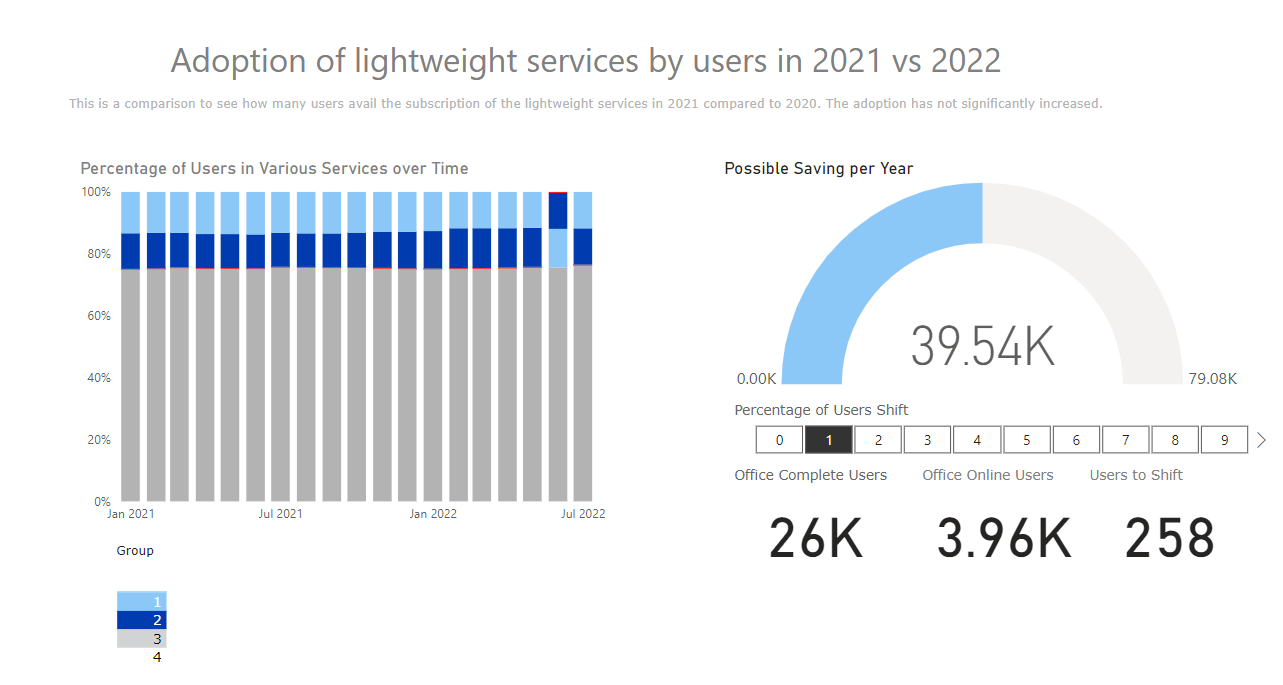 Adoption of lightweight services by users in 2021 vs 2022
This is a comparison to see how many users avail the subscription of the lightweight services in 2021 compared to 2020. The adoption has not significantly increased.
Percentage of Users in Various Services over Time
100%
80%
60%
40%
20%
0%
Jan 2021 Jul 2021 Jan 2022 Jul 2022
Group
1
2
3
4
Possible Saving per Year
39.54K
0.00K 79.08K
Percentage of Users Shift
0 1 2 3 4 5 6 7 8 9
Office Complete Users Office Online Users Users to Shift
26K 3.96K 258